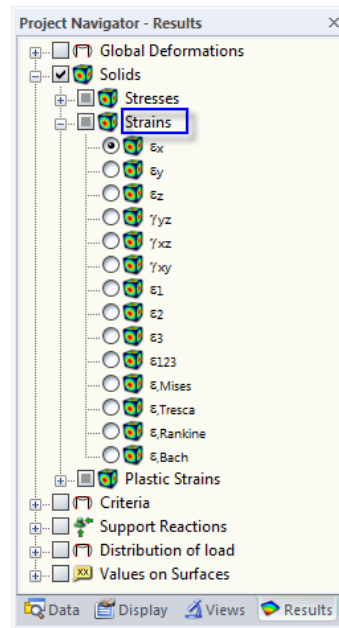 Project Navigator - Results
Global Deformations
Solids
Stresses
Strains
εx
εy
εz
γyz
γxz
γxy
ε1
ε2
ε3
ε123
ε,Mises
ε,Tresca
ε,Rankine
ε,Bach
Plastic Strains
Criteria
Support Reactions
Distribution of load
xx Values on Surfaces
Data Display Views Results